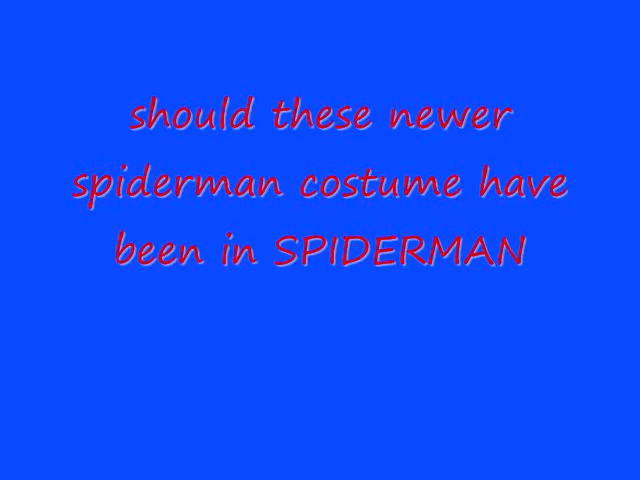 should these newer
spiderman costume have
been in SPIDERMAN